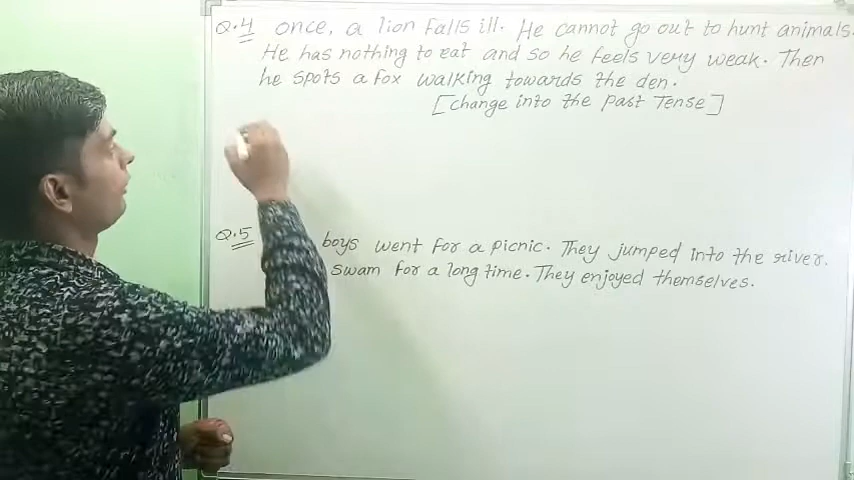 Q.4 once, a lion falls ill. He cannot go out to hunt animals.
He has nothing to eat and so he feels very weak. Then
he spots a fox walking towards the den.
[change into the past Tense]
Q.5 boys went for a picnic. They jumped into the river.
swam for a long time. They enjoyed themselves.